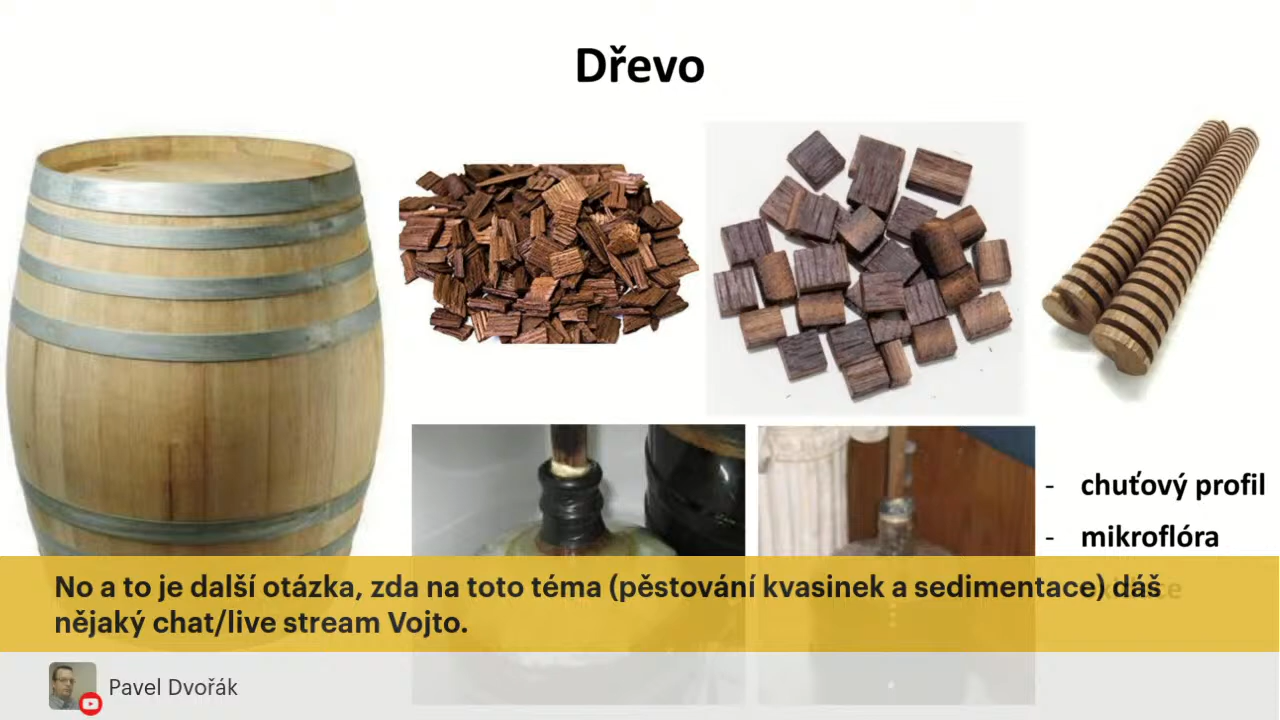 Dřevo
- chuťový profil
- mikroflóra
No a to je další otázka, zda na toto téma (pěstování kvasinek a sedimentace) dáš
nějaký chat/live stream Vojto.
Pavel Dvořák